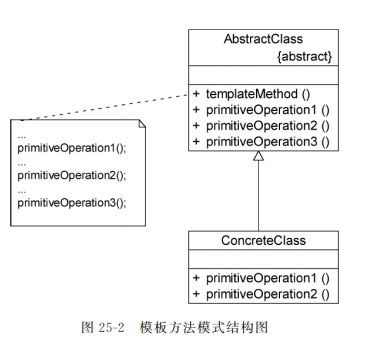 AbstractClass
{abstract}
+ templateMethod ()
+ primitiveOperation1 ()
+ primitiveOperation2 ()
+ primitiveOperation3 ()
...
primitiveOperation1();
...
primitiveOperation2();
...
primitiveOperation3();
ConcreteClass
+ primitiveOperation1 ()
+ primitiveOperation2 ()
图 25-2 模板方法模式结构图